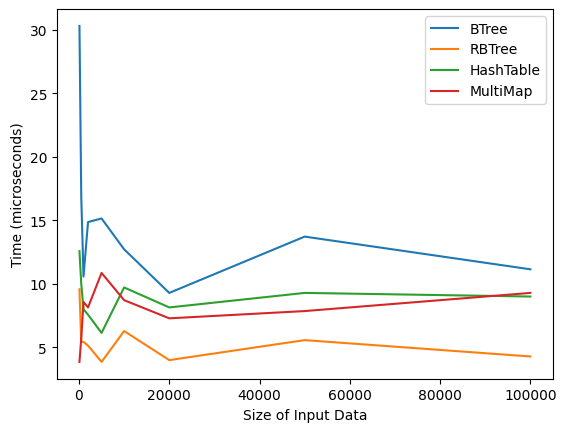 30
25
20
15
10
5
Time (microseconds)
0
20000
40000
60000
80000
100000
Size of Input Data
BTree
RBTree
HashTable
MultiMap